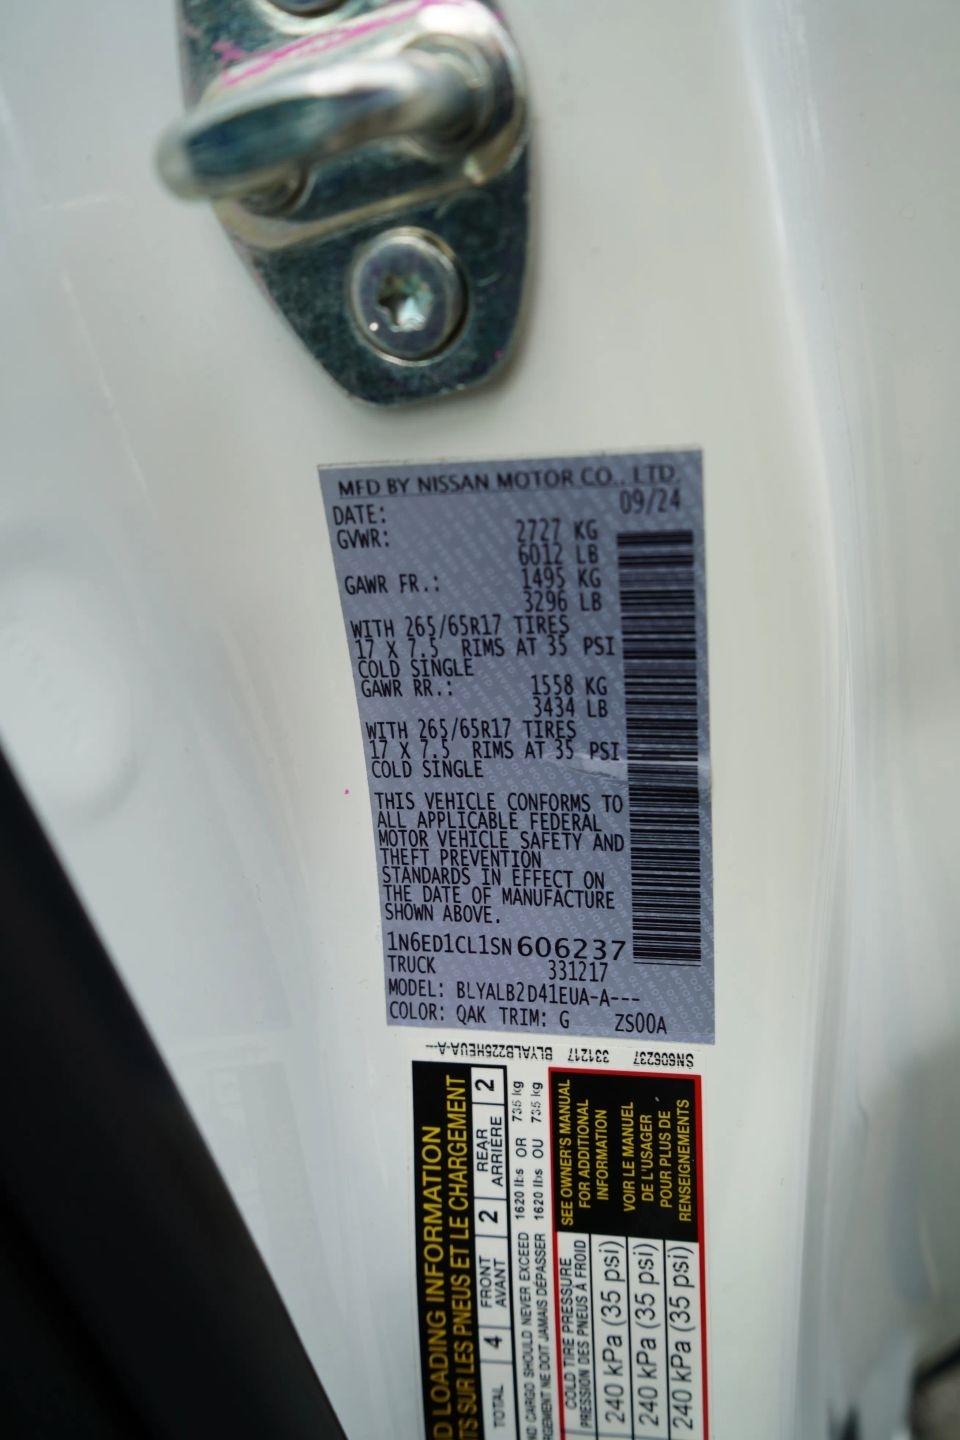 MFD BY NISSAN MOTOR CO., LTD.
DATE: 09/24
GVWR: 2727 KG
6012 LB
GAWR FR.: 1495 KG
3296 LB
WITH 265/65R17 TIRES
17 X 7.5 RIMS AT 35 PSI
COLD SINGLE
GAWR RR.: 1558 KG
3434 LB
WITH 265/65R17 TIRES
17 X 7.5 RIMS AT 35 PSI
COLD SINGLE
THIS VEHICLE CONFORMS TO
ALL APPLICABLE FEDERAL
MOTOR VEHICLE SAFETY AND
THEFT PREVENTION
STANDARDS IN EFFECT ON
THE DATE OF MANUFACTURE
SHOWN ABOVE.
1N6ED1CL1SN606237
TRUCK 331217
MODEL: BLYALB2D41EUA-A---
COLOR: QAK TRIM: G ZS00A
SN606237 331217
LOADING INFORMATION
SUR LES PNEUS ET LE CHARGEMENT
TOTAL 4 FRONT 2 REAR 2
AVANT ARRIÈRE
CARGO SHOULD NEVER EXCEED 1620 lbs OR 735 kg
NE DOIT JAMAIS DÉPASSER 1620 lbs OU 735 kg
COLD TIRE PRESSURE
PRESSION DES PNEUS À FROID
240 kPa (35 psi)
240 kPa (35 psi)
240 kPa (35 psi)
SEE OWNER'S MANUAL
FOR ADDITIONAL
INFORMATION
VOIR LE MANUEL
DE L'USAGER
POUR PLUS DE
RENSEIGNEMENTS